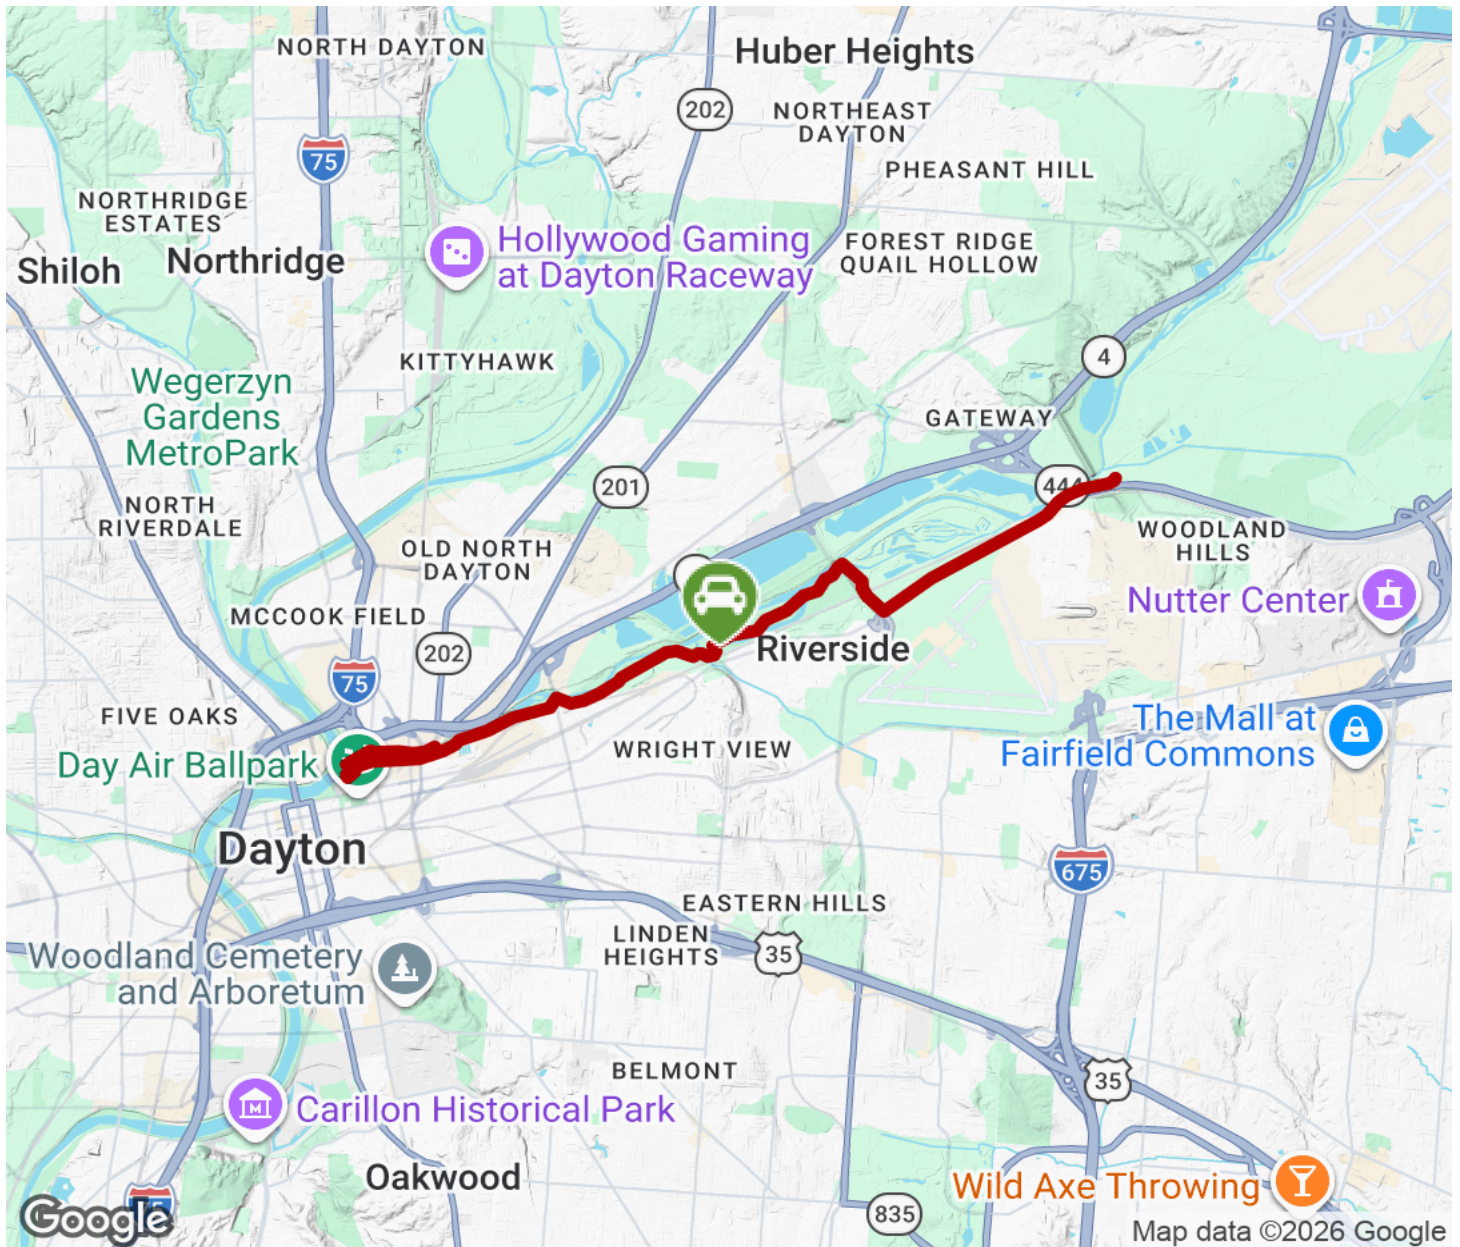 NORTH DAYTON
Huber Heights
202
NORTHEAST
DAYTON
75
PHEASANT HILL
NORTHRIDGE
ESTATES
Shiloh
Northridge
Hollywood Gaming
at Dayton Raceway
FOREST RIDGE
QUAIL HOLLOW
KITTYHAWK
4
Wegerzyn
Gardens
MetroPark
GATEWAY
201
444
NORTH
RIVERDALE
WOODLAND
HILLS
OLD NORTH
DAYTON
Nutter Center
MCCOOK FIELD
202
Riverside
75
FIVE OAKS
The Mall at
Fairfield Commons
WRIGHT VIEW
Day Air Ballpark
Dayton
675
EASTERN HILLS
LINDEN
HEIGHTS
35
Woodland Cemetery
and Arboretum
BELMONT
35
Carillon Historical Park
Oakwood
Wild Axe Throwing
835
Google
Map data ©2026 Google